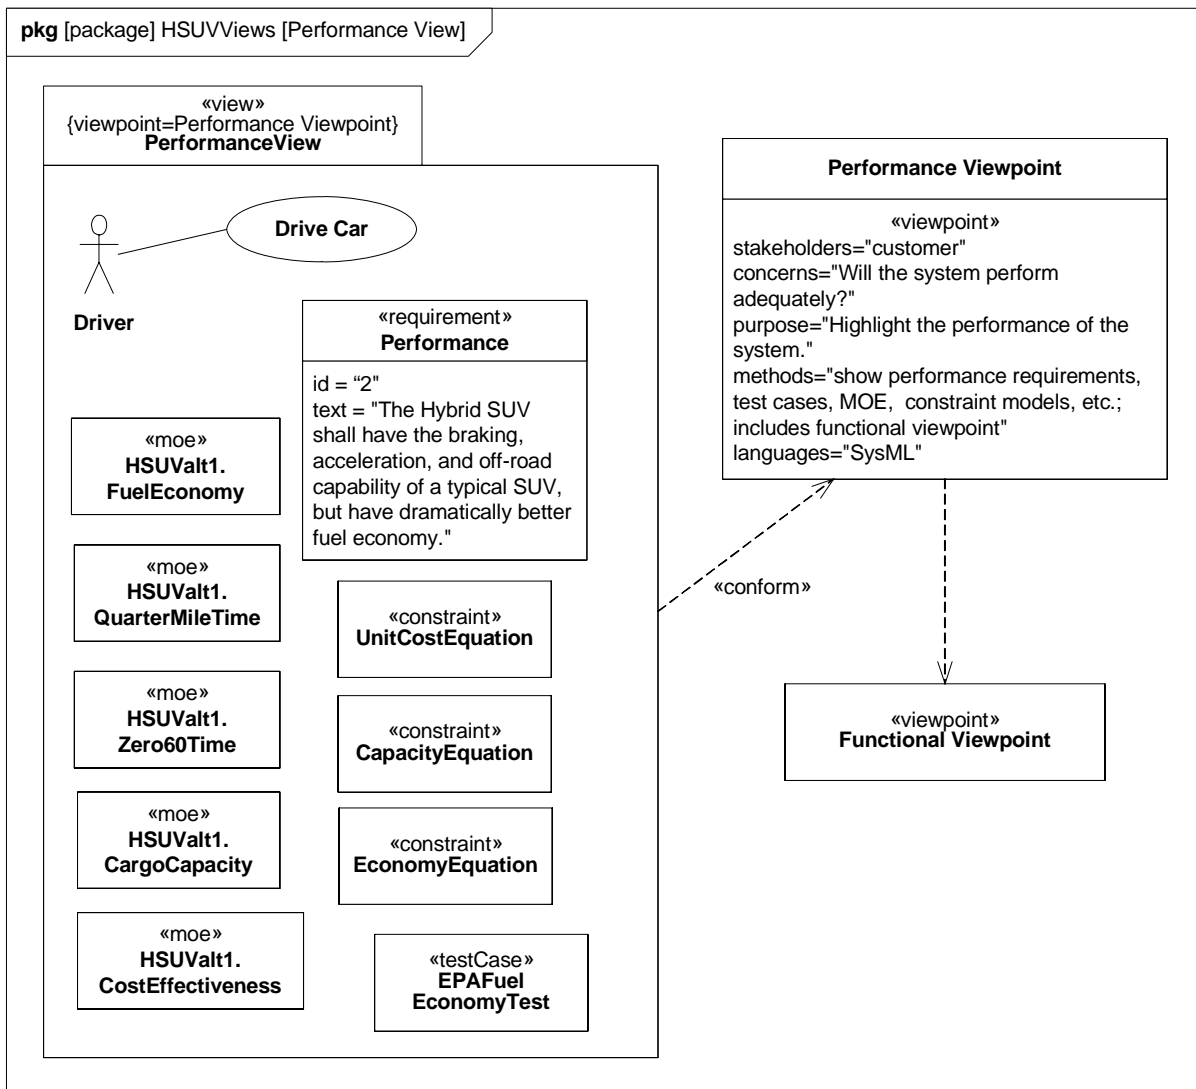 pkg [package] HSUVViews [Performance View]
«view»
{viewpoint=Performance Viewpoint}
PerformanceView
Drive Car
Driver
«requirement»
Performance
id = “2"
text = "The Hybrid SUV
shall have the braking,
acceleration, and off-road
capability of a typical SUV,
but have dramatically better
fuel economy."
«moe»
HSUValt1.
FuelEconomy
«moe»
HSUValt1.
QuarterMileTime
«moe»
HSUValt1.
Zero60Time
«moe»
HSUValt1.
CargoCapacity
«moe»
HSUValt1.
CostEffectiveness
«constraint»
UnitCostEquation
«constraint»
CapacityEquation
«constraint»
EconomyEquation
«testCase»
EPAFuel
EconomyTest
Performance Viewpoint
«viewpoint»
stakeholders="customer"
concerns="Will the system perform
adequately?"
purpose="Highlight the performance of the
system."
methods="show performance requirements,
test cases, MOE,  constraint models, etc.;
includes functional viewpoint"
languages="SysML"
«conform»
«viewpoint»
Functional Viewpoint